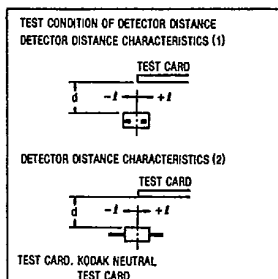 TEST CONDITION OF DETECTOR DISTANCE
DETECTOR DISTANCE CHARACTERISTICS (1)
TEST CARD
d
-ℓ +ℓ
DETECTOR DISTANCE CHARACTERISTICS (2)
TEST CARD
d
-ℓ +ℓ
TEST CARD. KODAK NEUTRAL
TEST CARD